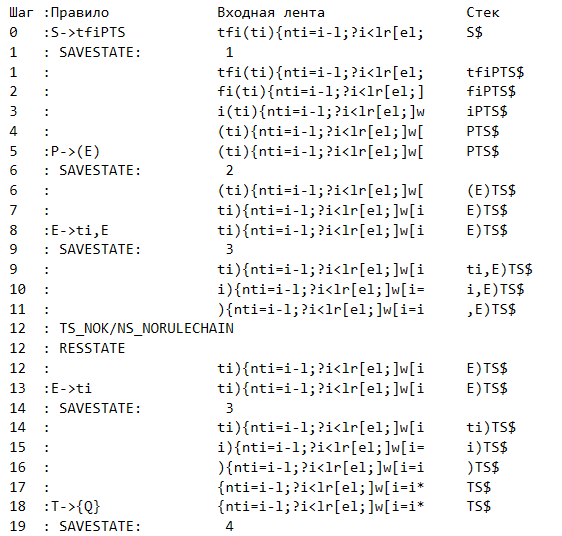 Шаг :Правило Входная лента Стек
0 :S->tfiPTS tfi(ti){nti=i-l;?i<lr[el; S$
1 : SAVESTATE: 1
1 : tfi(ti){nti=i-l;?i<lr[el; tfiPTS$
2 : fi(ti){nti=i-l;?i<lr[el;] fiPTS$
3 : i(ti){nti=i-l;?i<lr[el;]w iPTS$
4 : (ti){nti=i-l;?i<lr[el;]w[ PTS$
5 :P->(E) (ti){nti=i-l;?i<lr[el;]w[ PTS$
6 : SAVESTATE: 2
6 : (ti){nti=i-l;?i<lr[el;]w[ (E)TS$
7 : ti){nti=i-l;?i<lr[el;]w[i E)TS$
8 :E->ti,E ti){nti=i-l;?i<lr[el;]w[i E)TS$
9 : SAVESTATE: 3
9 : ti){nti=i-l;?i<lr[el;]w[i ti,E)TS$
10 : i){nti=i-l;?i<lr[el;]w[i= i,E)TS$
11 : ){nti=i-l;?i<lr[el;]w[i=i ,E)TS$
12 : TS_NOK/NS_NORULECHAIN
12 : RESSTATE
12 : ti){nti=i-l;?i<lr[el;]w[i E)TS$
13 :E->ti ti){nti=i-l;?i<lr[el;]w[i E)TS$
14 : SAVESTATE: 3
14 : ti){nti=i-l;?i<lr[el;]w[i ti)TS$
15 : i){nti=i-l;?i<lr[el;]w[i= i)TS$
16 : ){nti=i-l;?i<lr[el;]w[i=i )TS$
17 : {nti=i-l;?i<lr[el;]w[i=i* TS$
18 :T->{Q} {nti=i-l;?i<lr[el;]w[i=i* TS$
19 : SAVESTATE: 4